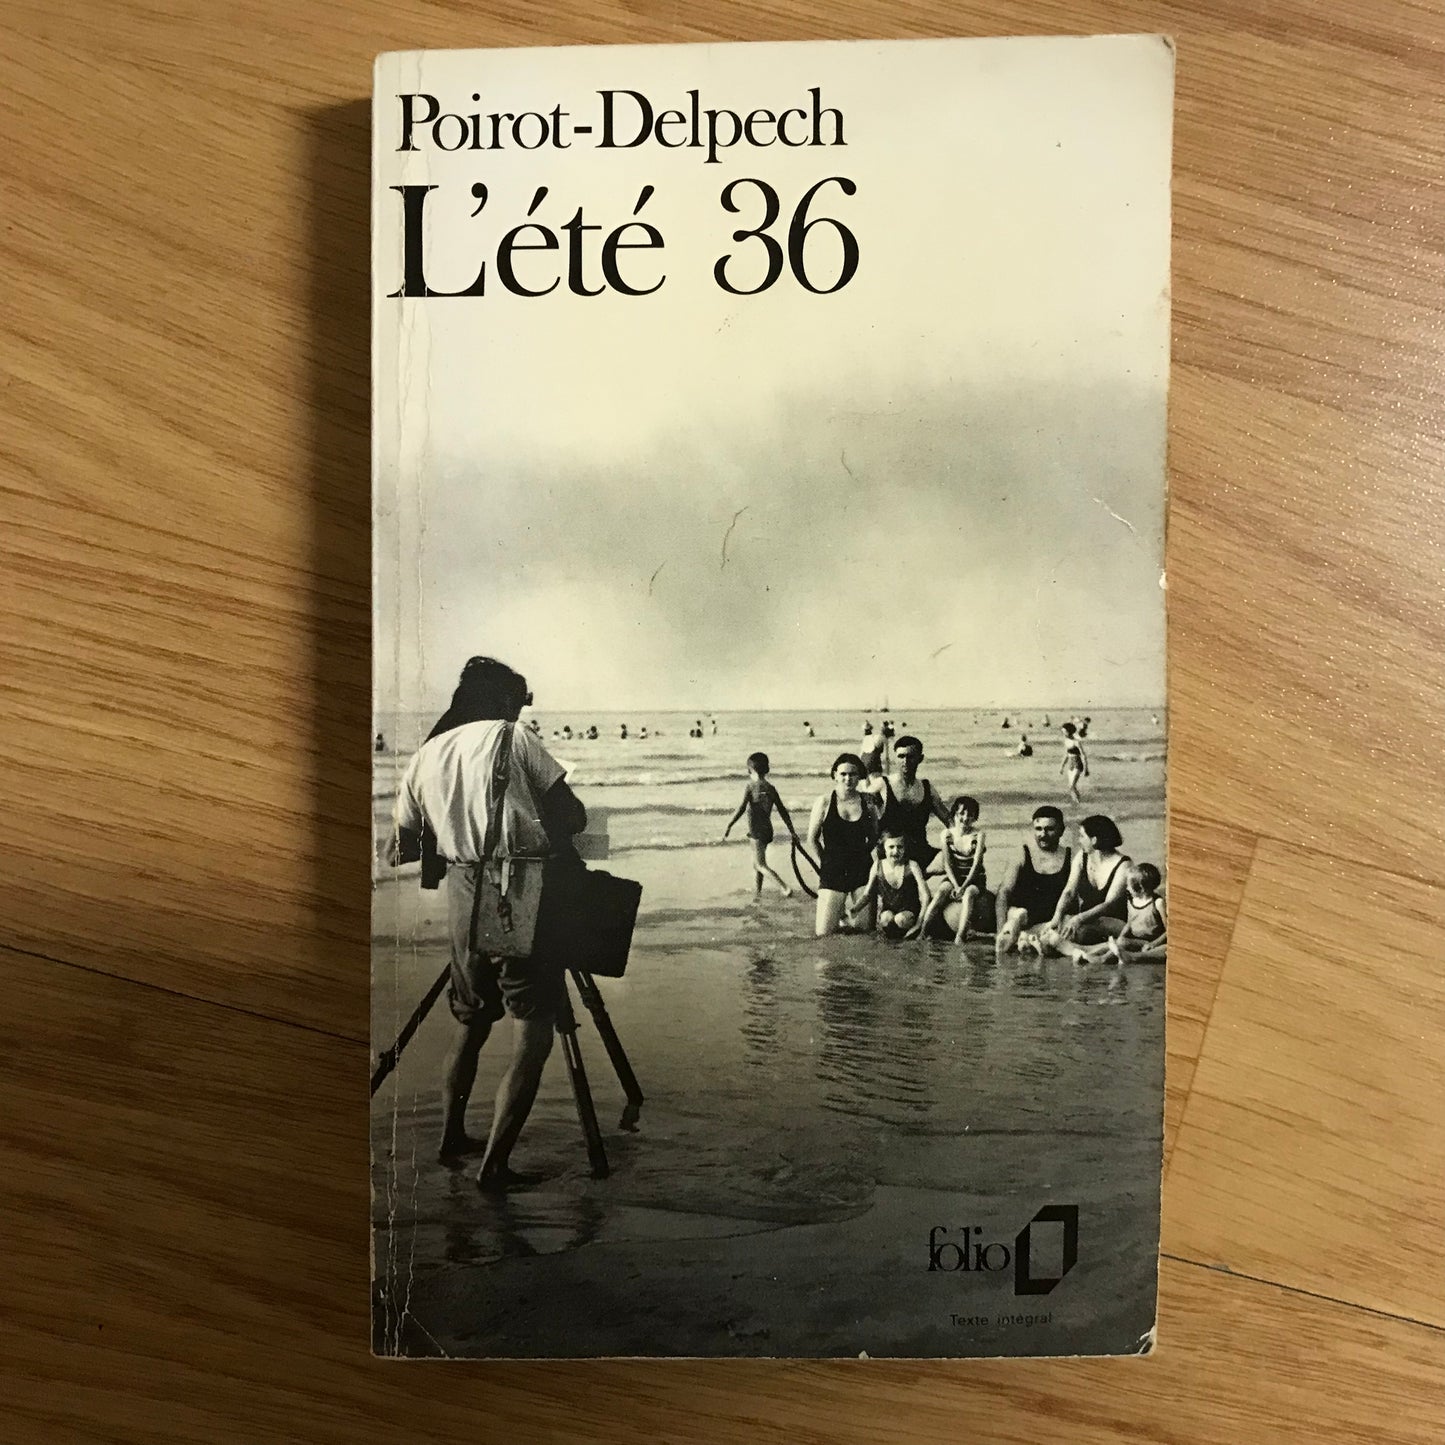 Poirot-Delpech
L'été 36
folio
Texte intégral